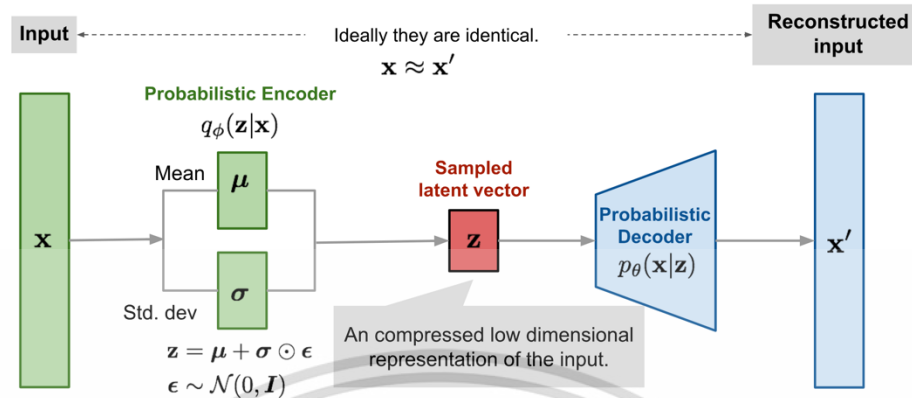 Input
Ideally they are identical.
x ≈ x′
Reconstructed
input
Probabilistic Encoder
qϕ(z|x)
Mean
μ
x
σ
Std. dev
z = μ + σ ⊙ ϵ
ϵ ∼ 𝒩(0, I)
Sampled
latent vector
z
An compressed low dimensional
representation of the input.
Probabilistic
Decoder
pθ(x|z)
x′